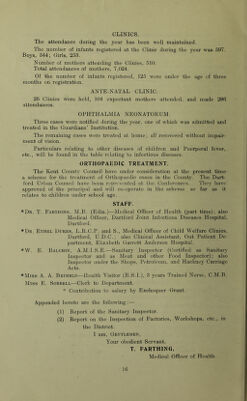 CLINICS.
The attendance during the year has been well maintained.
The number of infants registered at the Clinic during the year was 597.
Boys, 344; Girls, 253.
Number of mothers attending the Clinics, 510.
Total attendances of mothers, 7,024.
Of the number of infants registered, 125 were under the age of three
months on registration.
ANTE-NATAL CLINIC.
26 Clinics were held, 108 expectant mothers attended, and made 286
attendances.
OPHTHALMIA NEONATORUM
Three cases were notified during the year, one of which was admitted and
treated in the Guardians' Institution.
The remaining cases were treated at home; all recovered without impair-
ment of vision.
Particulars relating to other diseases of children and Puerperal fever,
etc., will be found in the table relating to infectious diseases.
ORTHOPAEDIC TREATMENT.
The Kent County Council have under consideration at the present time
a scheme for the treatment of Orthopaedic cases in the County. The Dart-
ford Urban Council have been represented at the Conferences. They have
approved of the principal and will co-operate in the scheme so far as it
relates to children under school age.
STAFF.
*DR. T. FARTHING, M.B. (Edin.)—Medical Officer of Health (part time); also
Medical Officer, Dartford Joint Infectious Diseases Hospital,
Dartford.
*DR. ETHEL DUKES, L.R.C.P. and S., Medical Officer of Child Welfare Clinics,
Dartford, U.D.C.; also Clinical Assistant, Out Patient De-
partment, Elizabeth Garrett Anderson Hospital.
*W. E. BALCHIN, A.M.I.S.E.—Sanitary Inspector (Certified as Sanitary
Inspector and as Meat and other Food Inspector); also
Inspector under the Shops, Petroleum, and Hackney Carriage
Acts.
*MISS A. A. —Health Visitor (R.S.I.), 3 years Trained Nurse, C.M.B.
MISS E. SORRELL—Clerk to Department.
* Contribution to salary by Exchequer Grant.
Appended hereto are the following:—
(1) Report of the Sanitary Inspector.
(2) Report on the Inspection of Factories, Workshops, etc., in
the District.
I am, GENTLEMEN,
Your obedient Servant,
T. FARTHING,
Medical Officer of Health.
16